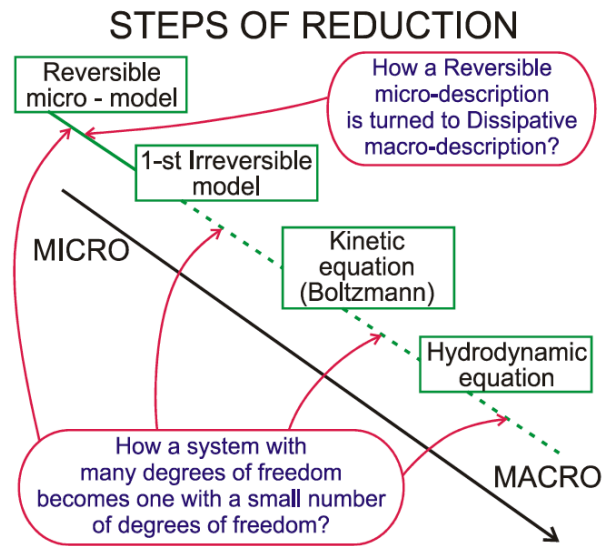 STEPS OF REDUCTION
Reversible
micro - model
How a Reversible
micro-description
is turned to Dissipative
macro-description?
1-st Irreversible
model
MICRO
Kinetic
equation
(Boltzmann)
Hydrodynamic
equation
How a system with
many degrees of freedom
becomes one with a small number
of degrees of freedom?
MACRO